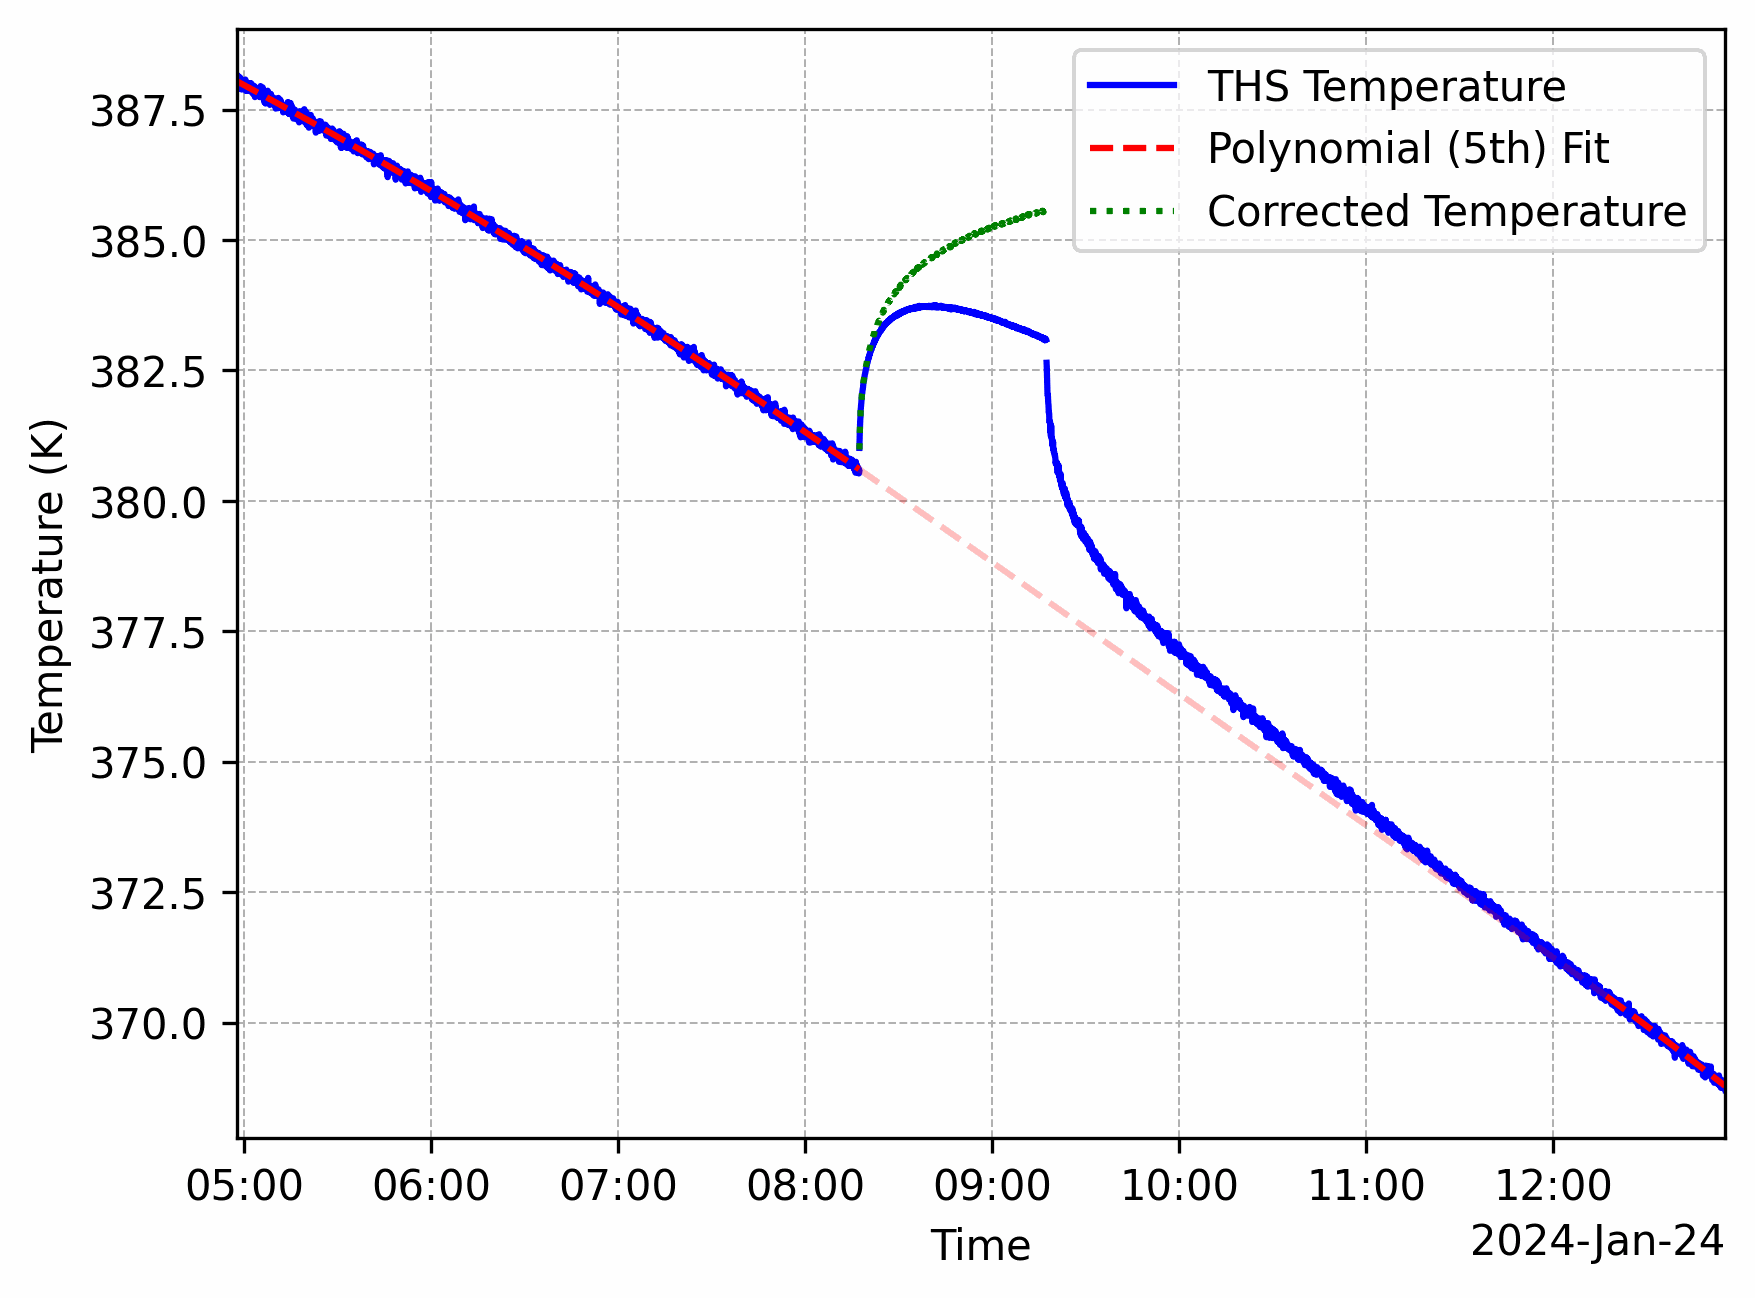 THS Temperature
Polynomial (5th) Fit
Corrected Temperature
387.5
385.0
382.5
380.0
377.5
375.0
372.5
370.0
Temperature (K)
05:00 06:00 07:00 08:00 09:00 10:00 11:00 12:00
Time
2024-Jan-24